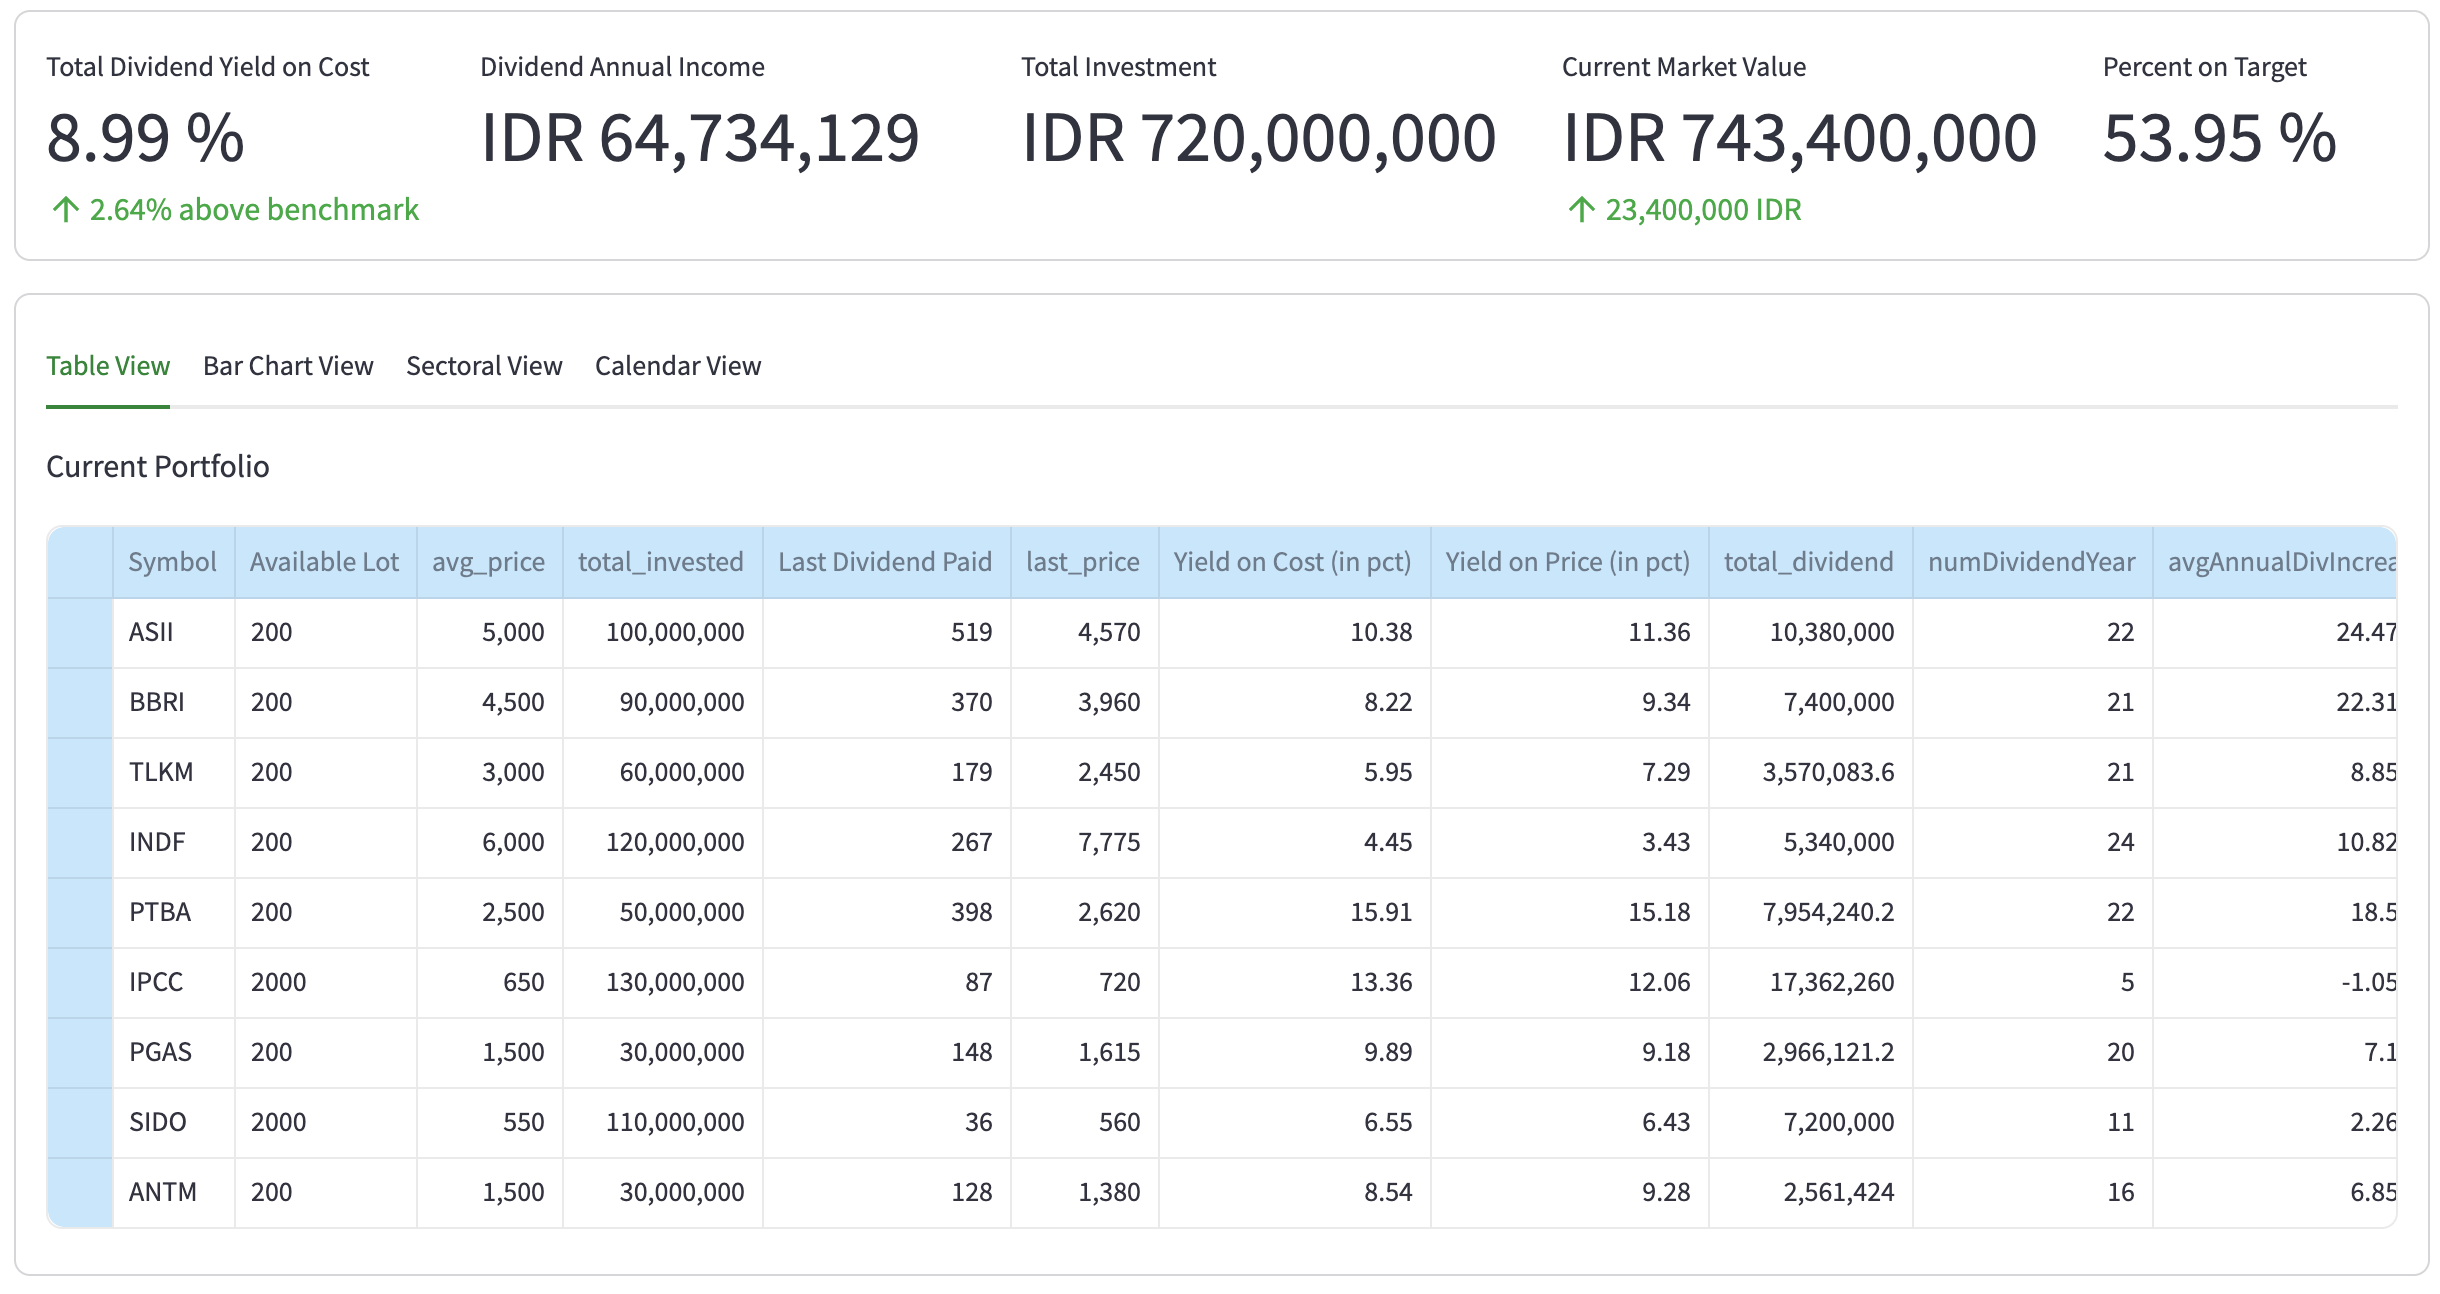 Total Dividend Yield on Cost Dividend Annual Income Total Investment Current Market Value Percent on Target
8.99 % IDR 64,734,129 IDR 720,000,000 IDR 743,400,000 53.95 %
↑ 2.64% above benchmark ↑ 23,400,000 IDR
Table View Bar Chart View Sectoral View Calendar View
Current Portfolio
Symbol Available Lot avg_price total_invested Last Dividend Paid last_price Yield on Cost (in pct) Yield on Price (in pct) total_dividend numDividendYear avgAnnualDivIncrea
ASII 200 5,000 100,000,000 519 4,570 10.38 11.36 10,380,000 22 24.47
BBRI 200 4,500 90,000,000 370 3,960 8.22 9.34 7,400,000 21 22.31
TLKM 200 3,000 60,000,000 179 2,450 5.95 7.29 3,570,083.6 21 8.85
INDF 200 6,000 120,000,000 267 7,775 4.45 3.43 5,340,000 24 10.82
PTBA 200 2,500 50,000,000 398 2,620 15.91 15.18 7,954,240.2 22 18.5
IPCC 2000 650 130,000,000 87 720 13.36 12.06 17,362,260 5 -1.05
PGAS 200 1,500 30,000,000 148 1,615 9.89 9.18 2,966,121.2 20 7.1
SIDO 2000 550 110,000,000 36 560 6.55 6.43 7,200,000 11 2.26
ANTM 200 1,500 30,000,000 128 1,380 8.54 9.28 2,561,424 16 6.85